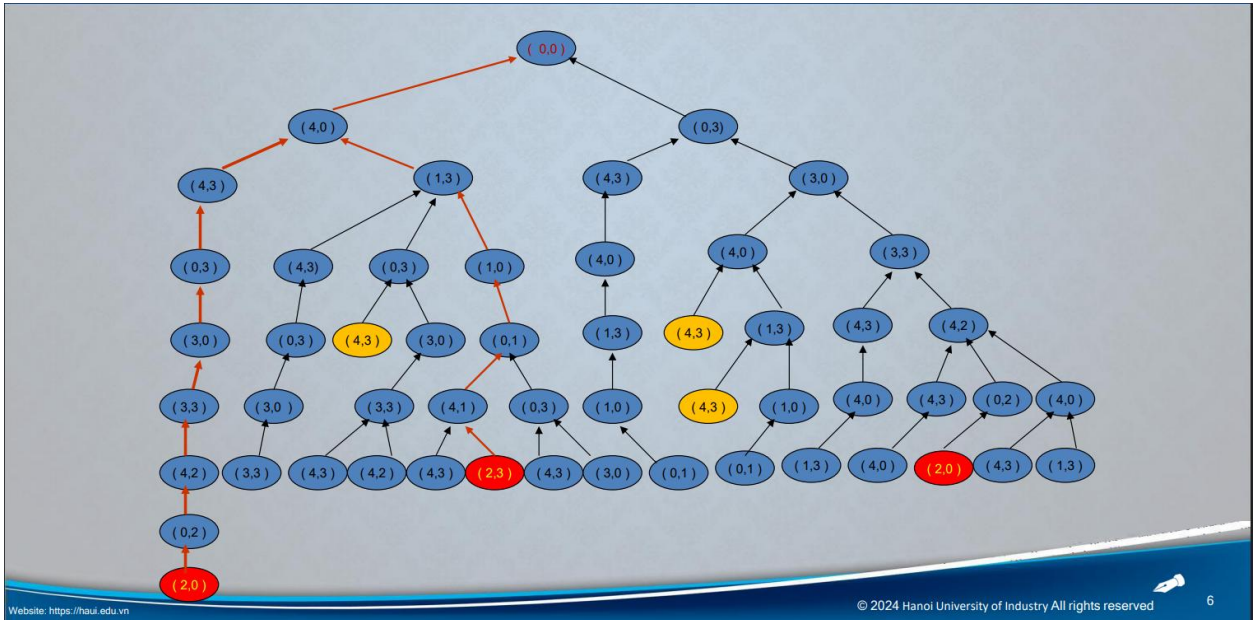 ( 0,0 )
( 4,0 )
( 0,3)
( 4,3 )
( 1,3 )
( 4,3 )
( 3,0 )
( 0,3 )
( 4,3)
( 0,3 )
( 1,0 )
( 4,0 )
( 4,0 )
( 3,3 )
( 3,0 )
( 0,3 )
( 4,3 )
( 3,0 )
( 0,1 )
( 1,3 )
( 4,3 )
( 1,3 )
( 4,3 )
( 4,2 )
( 3,3 )
( 3,0 )
( 3,3 )
( 4,1 )
( 0,3 )
( 1,0 )
( 4,3 )
( 1,0 )
( 4,0 )
( 4,3 )
( 0,2 )
( 4,0 )
( 4,2 )
( 3,3 )
( 4,3 )
( 4,2 )
( 4,3 )
( 2,3 )
( 4,3 )
( 3,0 )
( 0,1 )
( 0,1 )
( 1,3 )
( 4,0 )
( 2,0 )
( 4,3 )
( 1,3 )
( 0,2 )
( 2,0 )
Website: https://haui.edu.vn
© 2024 Hanoi University of Industry All rights reserved
6